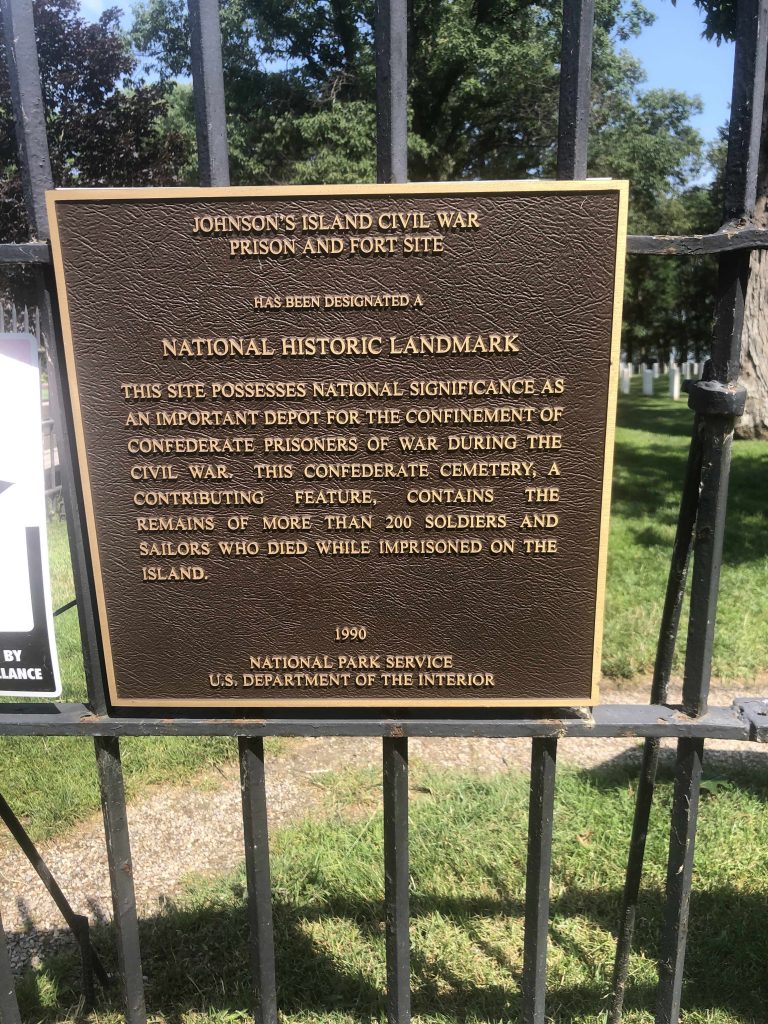 JOHNSON'S ISLAND CIVIL WAR
PRISON AND FORT SITE
HAS BEEN DESIGNATED A
NATIONAL HISTORIC LANDMARK
THIS SITE POSSESSES NATIONAL SIGNIFICANCE AS
AN IMPORTANT DEPOT FOR THE CONFINEMENT OF
CONFEDERATE PRISONERS OF WAR DURING THE
CIVIL WAR. THIS CONFEDERATE CEMETERY, A
CONTRIBUTING FEATURE, CONTAINS THE
REMAINS OF MORE THAN 200 SOLDIERS AND
SAILORS WHO DIED WHILE IMPRISONED ON THE
ISLAND.
1990
NATIONAL PARK SERVICE
U.S. DEPARTMENT OF THE INTERIOR
BY